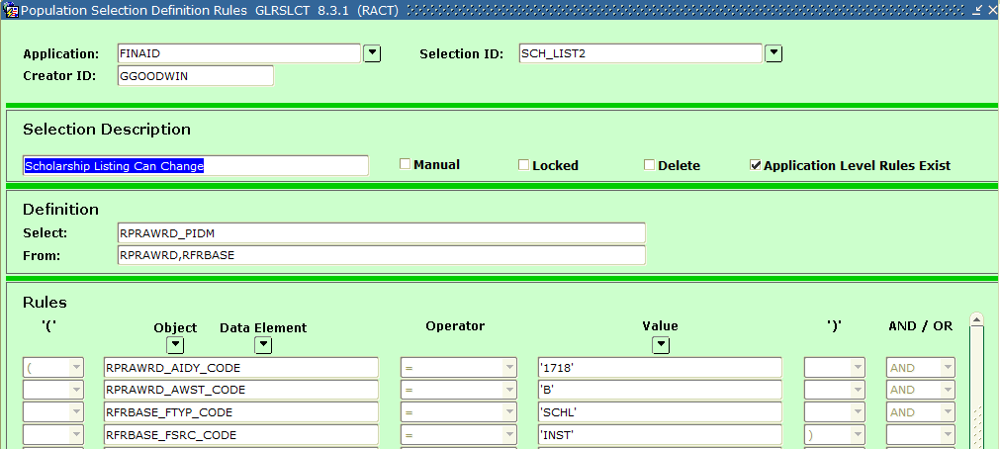 Population Selection Definition Rules GLRSLCT 8.3.1 (RACT)
Application: FINAID Selection ID: SCH_LIST2
Creator ID: GGOODWIN
Selection Description
Scholarship Listing Can Change Manual Locked Delete Application Level Rules Exist
Definition
Select: RPRAWRD_PIDM
From: RPRAWRD,RFRBASE
Rules
'(' Object Data Element Operator Value ')' AND / OR
( RPRAWRD_AIDY_CODE = '1718' AND
RPRAWRD_AWST_CODE = 'B' AND
RFRBASE_FTYP_CODE = 'SCHL' AND
RFRBASE_FSRC_CODE = 'INST' )